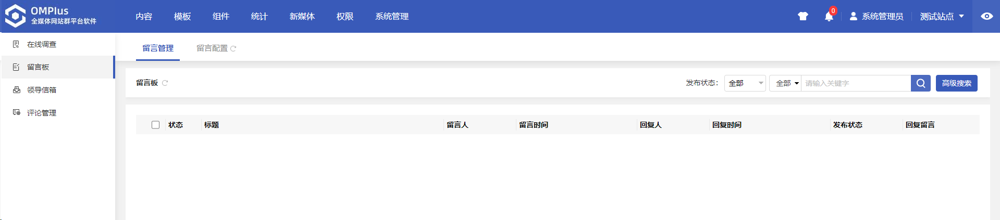 OMPlus
全媒体网站群平台软件
内容 模板 组件 统计 新媒体 权限 系统管理 0 系统管理员 测试站点
在线调查
留言板
领导信箱
评论管理
留言管理 留言配置
留言板 发布状态： 全部 全部 请输入关键字 高级搜索
状态 标题 留言人 留言时间 回复人 回复时间 发布状态 回复留言